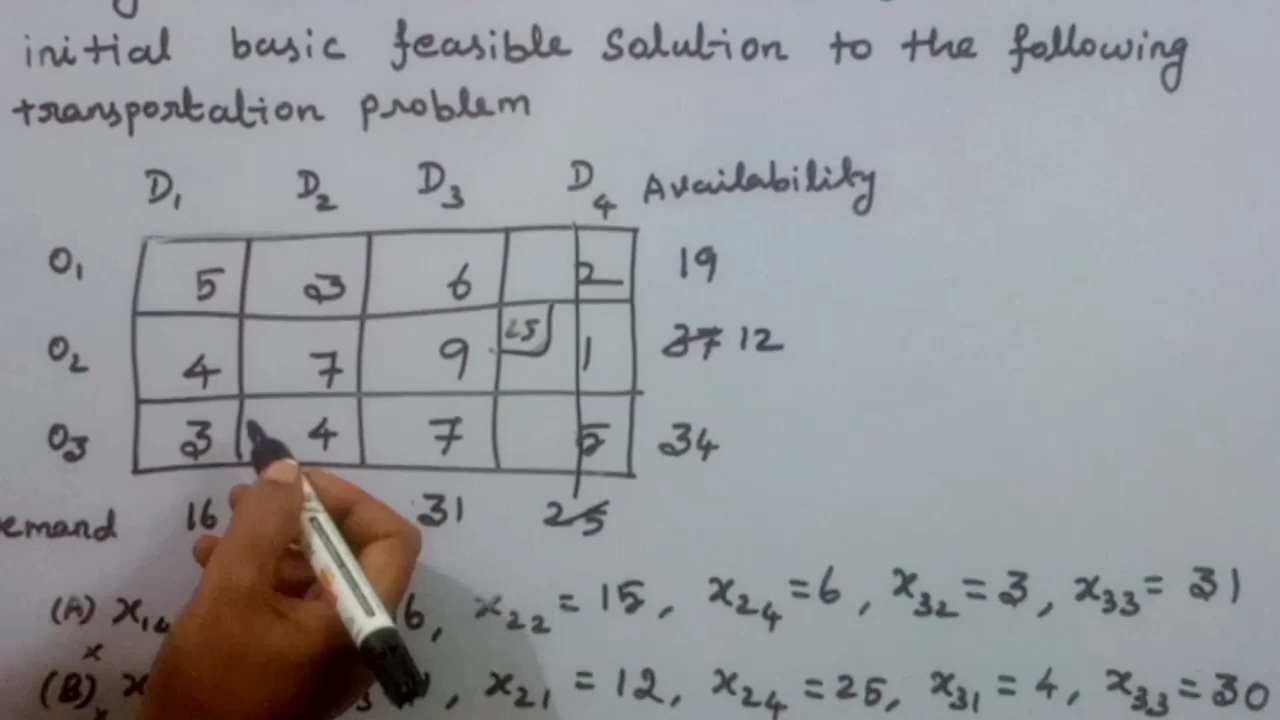 initial basic feasible solution to the following
transportation problem
D1 D2 D3 D4 Availability
O1 5 3 6 2 19
O2 4 7 9 25 1 37 12
O3 3 4 7 5 34
emand 16 31 25
(A) x14 6, x22 = 15, x24 = 6, x32 = 3, x33 = 31
x
(B) x 3 , x21 = 12, x24 = 25, x31 = 4, x33 = 30
x